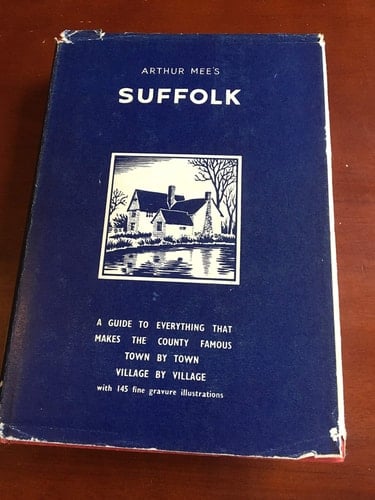 ARTHUR MEE'S
SUFFOLK
A GUIDE TO EVERYTHING THAT
MAKES THE COUNTY FAMOUS
TOWN BY TOWN
VILLAGE BY VILLAGE
with 145 fine gravure illustrations